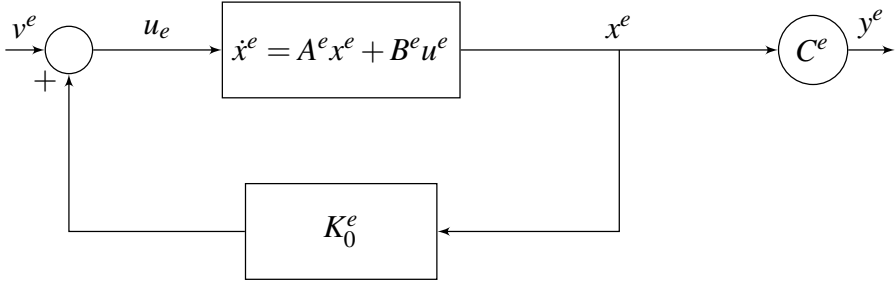 v^e
u_e
ẋ^e = A^e x^e + B^e u^e
x^e
C^e
y^e
+
K_0^e